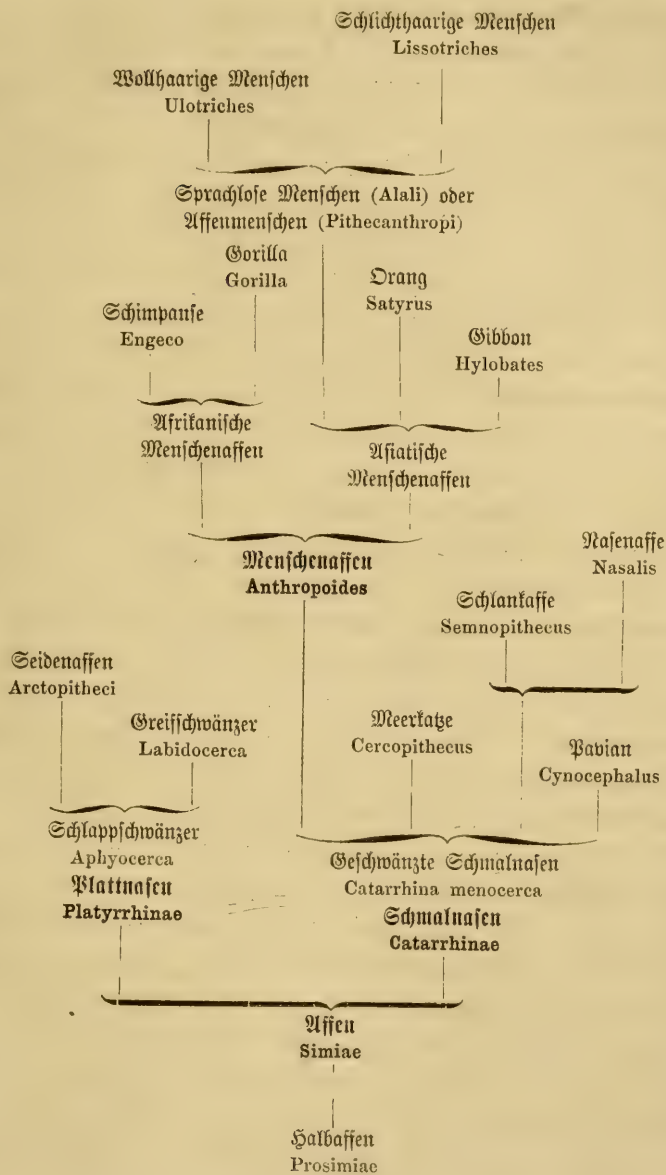 Schlichthaarige Menschen
Lissotriches
Wollhaarige Menschen
Ulotriches
Sprachlose Menschen (Alali) oder
Affenmenschen (Pithecanthropi)
Gorilla
Gorilla
Orang
Satyrus
Schimpanse
Engeco
Gibbon
Hylobates
Afrikanische
Menschenaffen
Asiatische
Menschenaffen
Menschenaffen
Anthropoides
Nasenaffe
Nasalis
Schlankaffe
Semnopithecus
Seidenaffen
Arctopitheci
Greifschwänzer
Labidocerca
Meerkatze
Cercopithecus
Pavian
Cynocephalus
Schlappschwänzer
Aphyocerca
Plattnasen
Platyrrhinae
Geschwänzte Schmalnasen
Catarrhina menocerca
Schmalnasen
Catarrhinae
Affen
Simiae
Halbaffen
Prosimiae